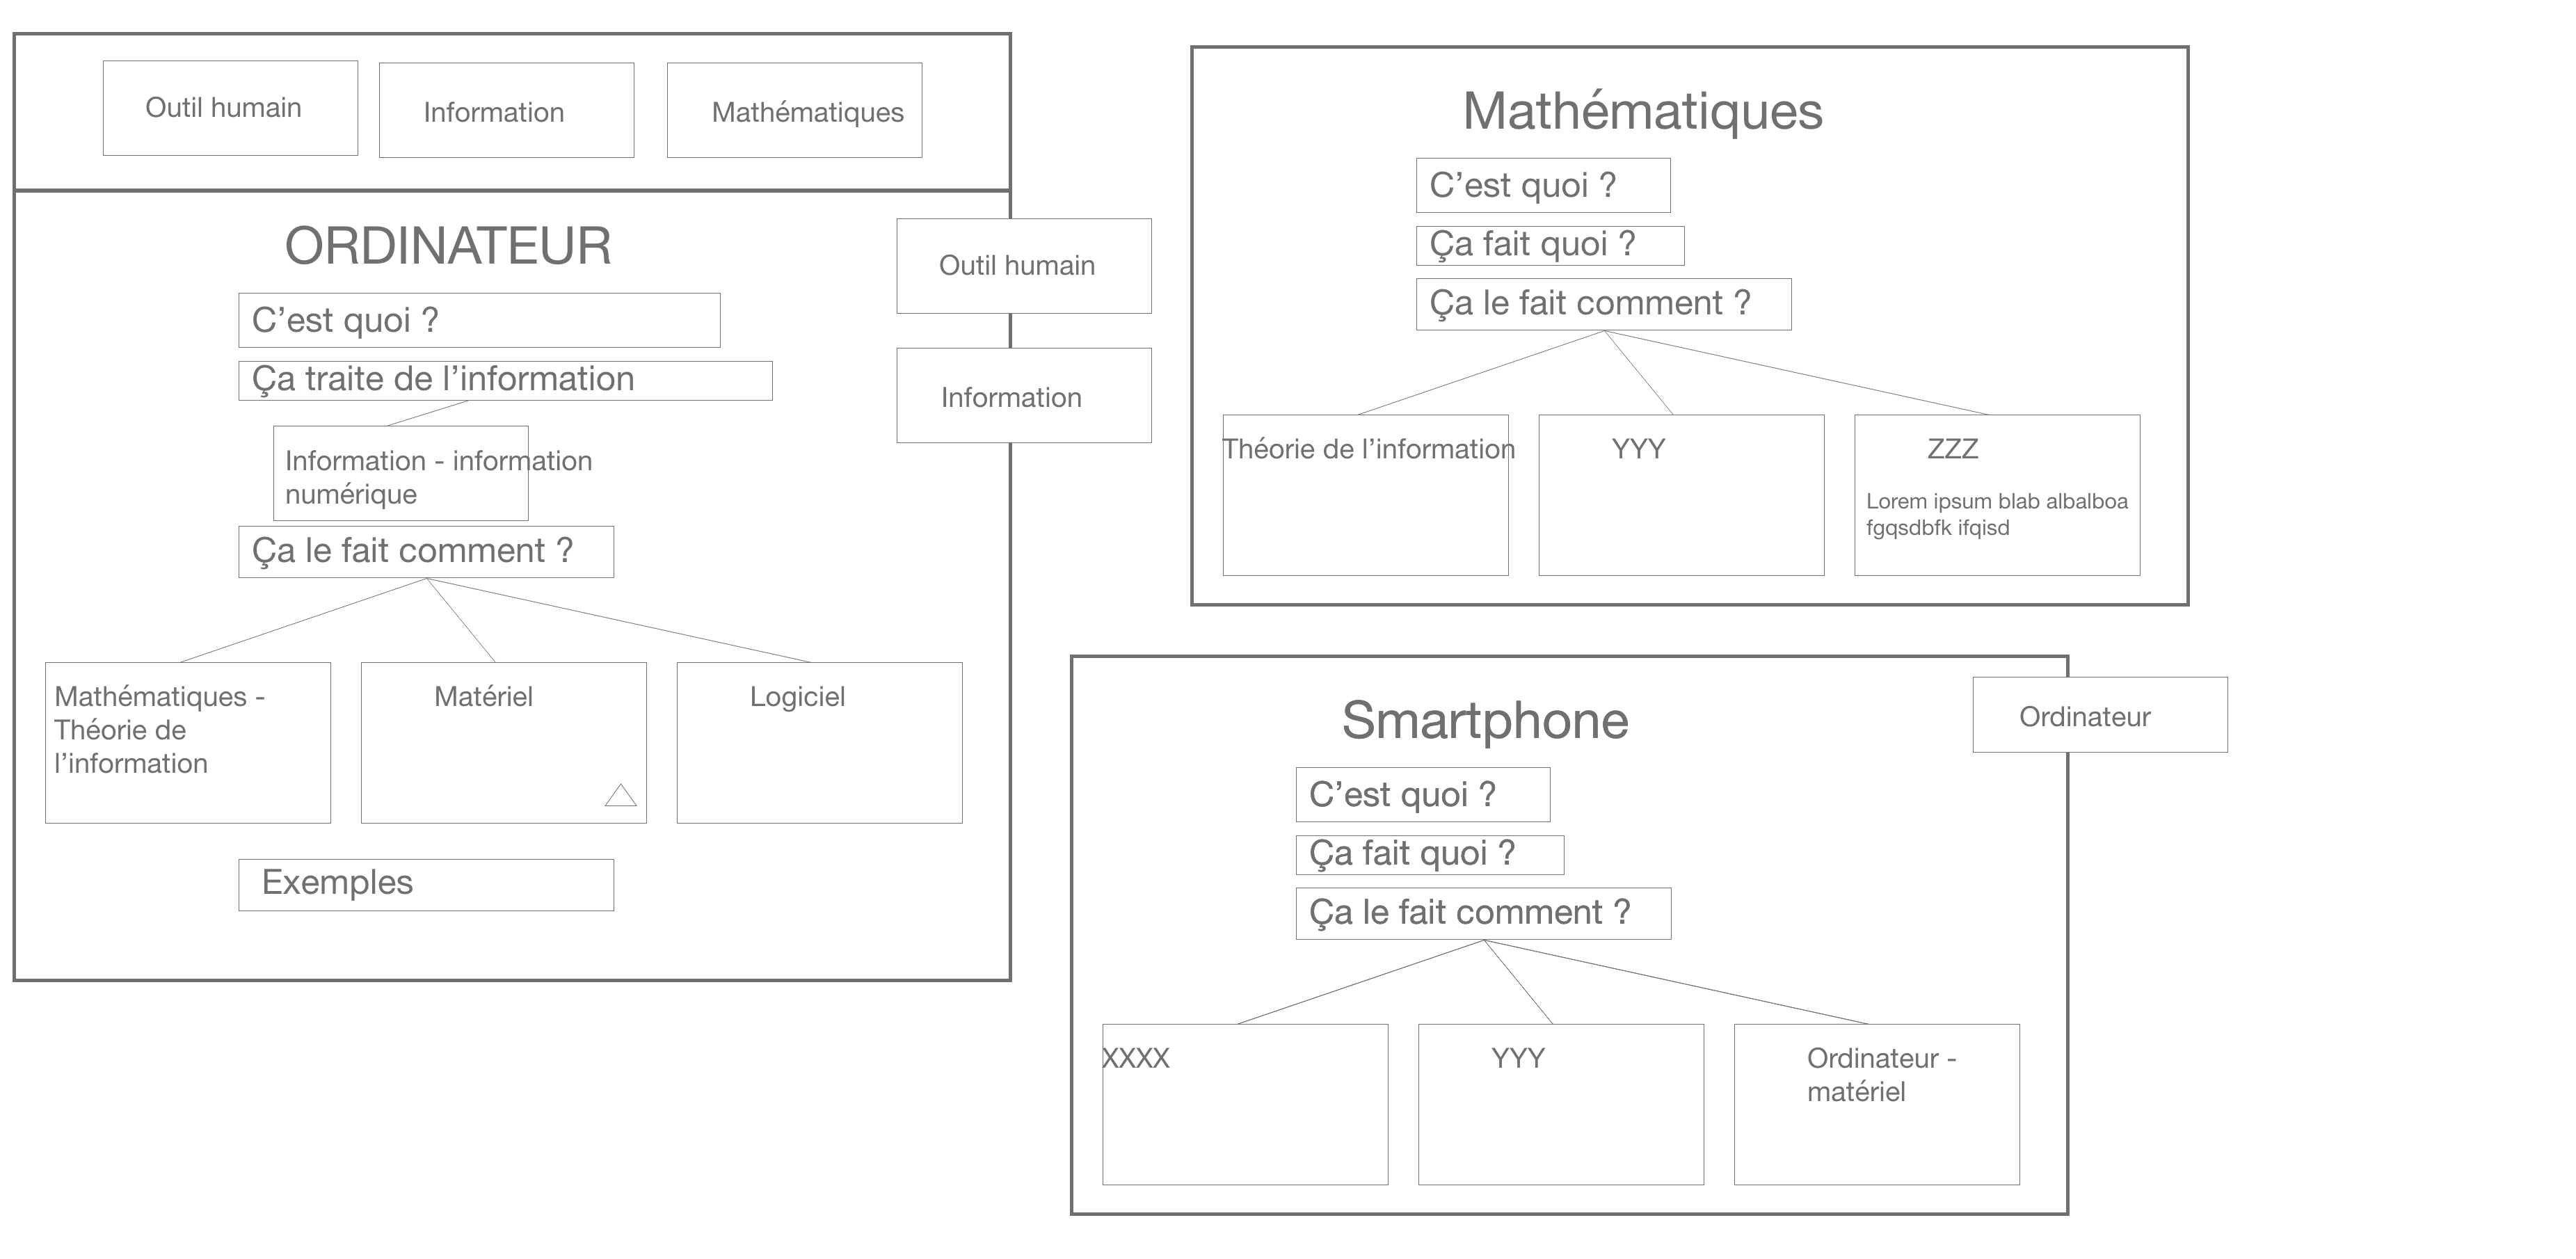 Outil humain
Information
Mathématiques
ORDINATEUR
C’est quoi ?
Ça traite de l’information
Information - information
numérique
Ça le fait comment ?
Mathématiques -
Théorie de
l’information
Matériel
Logiciel
Exemples
Outil humain
Information
Mathématiques
C’est quoi ?
Ça fait quoi ?
Ça le fait comment ?
Théorie de l’information
YYY
ZZZ
Lorem ipsum blab albalboa
fgqsdbfk ifqisd
Smartphone
Ordinateur
C’est quoi ?
Ça fait quoi ?
Ça le fait comment ?
XXXX
YYY
Ordinateur -
matériel